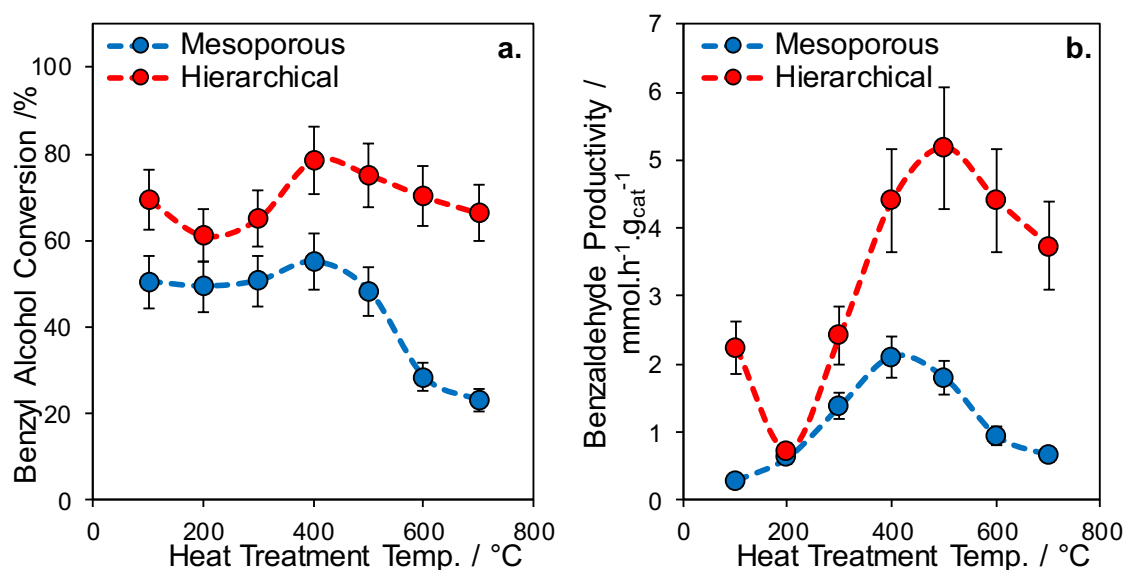 Mesoporous
Hierarchical
a.
Benzyl Alcohol Conversion /%
100
80
60
40
20
0
0 200 400 600 800
Heat Treatment Temp. / °C
Mesoporous
Hierarchical
b.
Benzaldehyde Productivity /
mmol.h⁻¹.g_cat⁻¹
7
6
5
4
3
2
1
0
0 200 400 600 800
Heat Treatment Temp. / °C